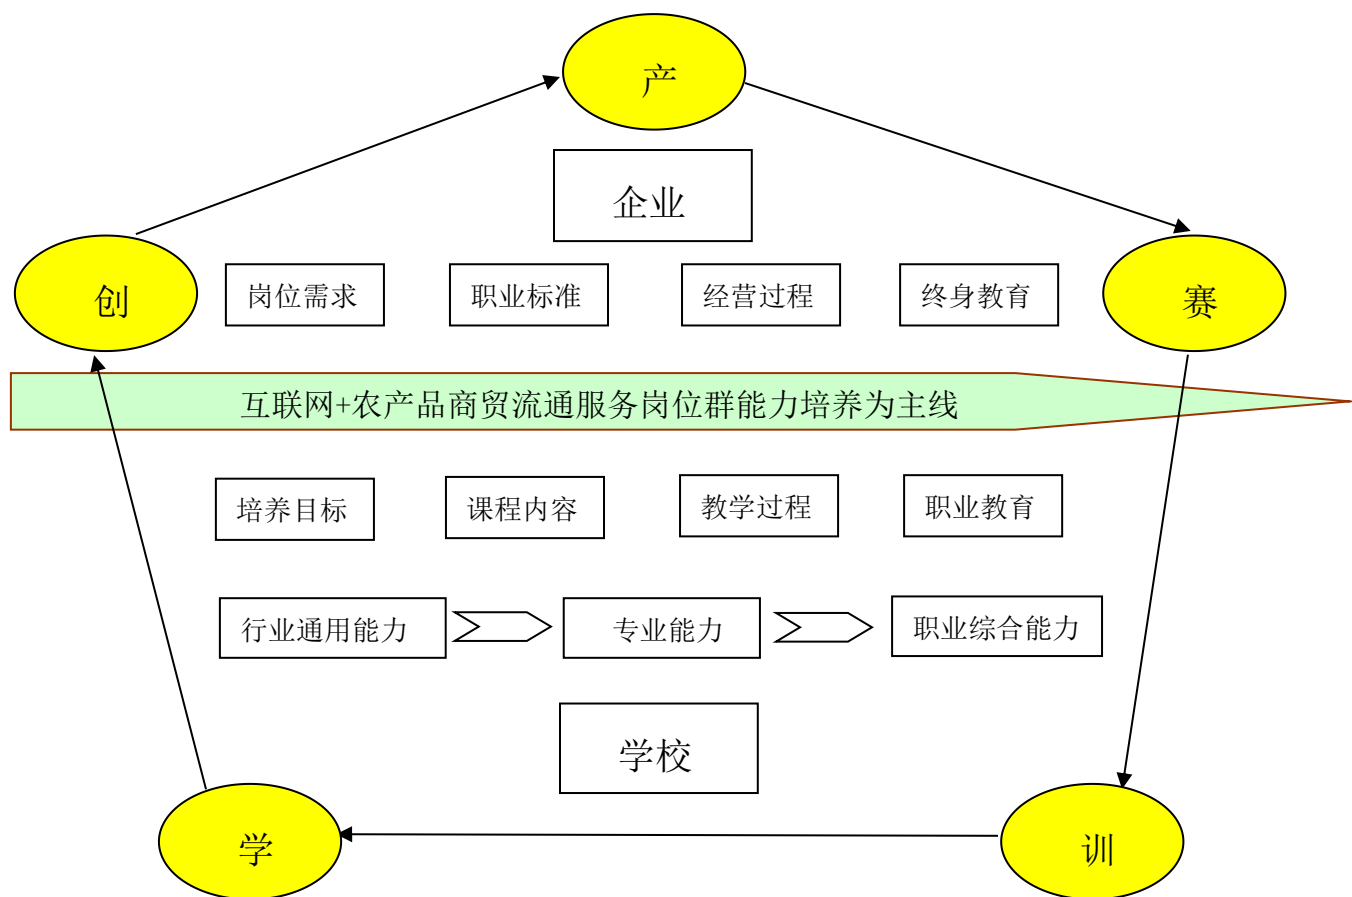 产
企业
创
岗位需求
职业标准
经营过程
终身教育
赛
互联网+农产品商贸流通服务岗位群能力培养为主线
培养目标
课程内容
教学过程
职业教育
行业通用能力
专业能力
职业综合能力
学校
学
训